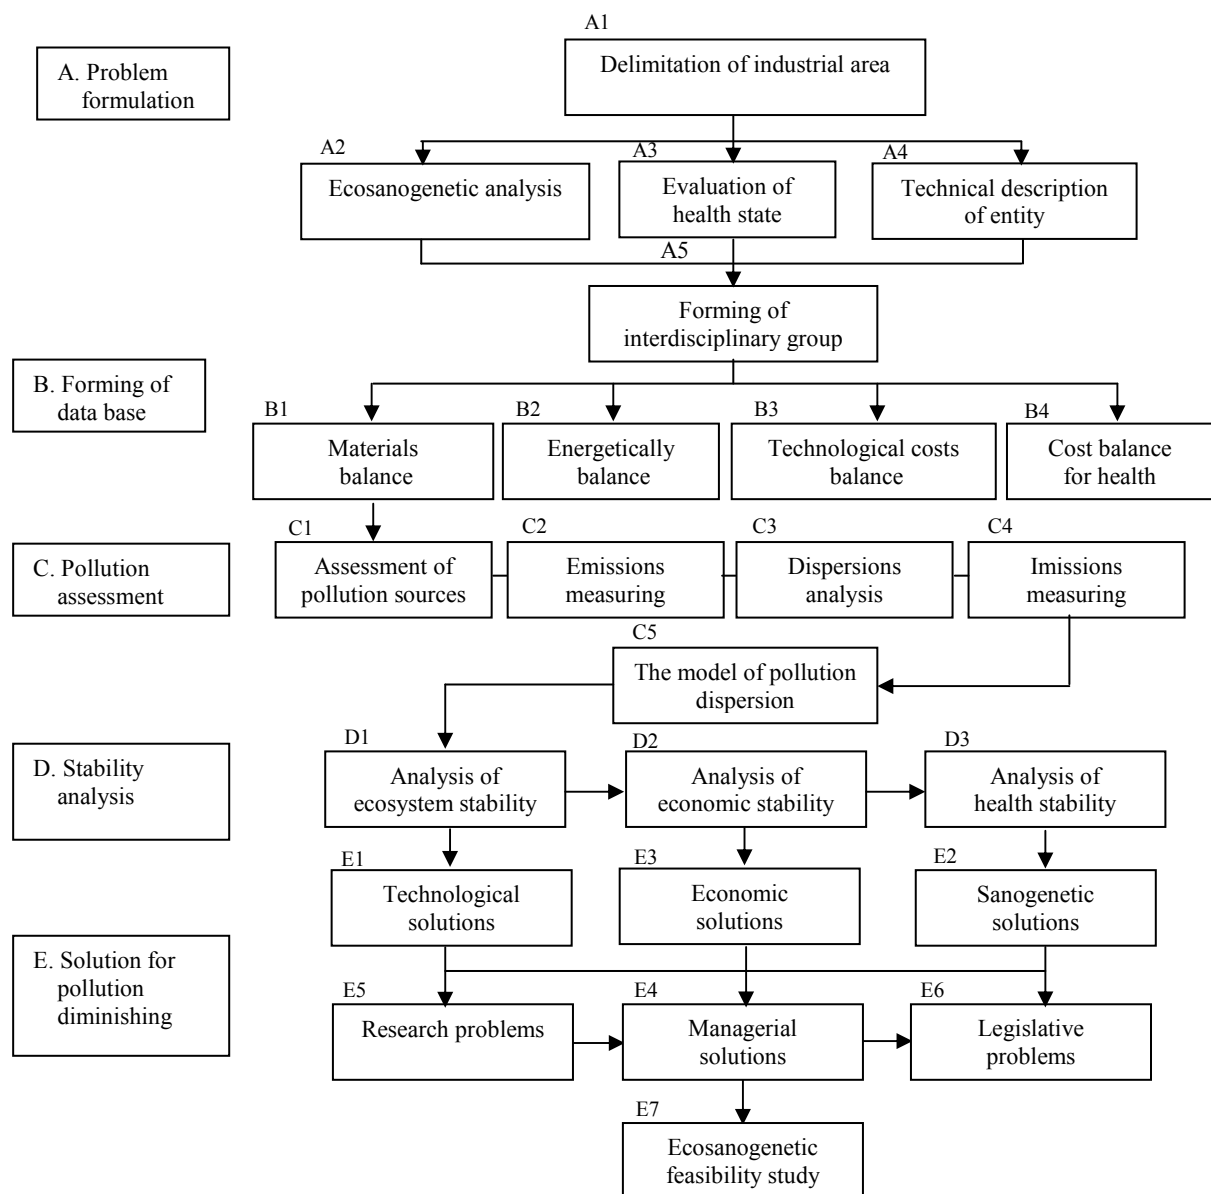 A1
A. Problem
formulation
Delimitation of industrial area
A2
A3
A4
Ecosanogenetic analysis
Evaluation of
health state
Technical description
of entity
A5
Forming of
interdisciplinary group
B. Forming of
data base
B1
B2
B3
B4
Materials
balance
Energetically
balance
Technological costs
balance
Cost balance
for health
C1
C2
C3
C4
C. Pollution
assessment
Assessment of
pollution sources
Emissions
measuring
Dispersions
analysis
Imissions
measuring
C5
The model of pollution
dispersion
D1
D2
D3
D. Stability
analysis
Analysis of
ecosystem stability
Analysis of
economic stability
Analysis of
health stability
E1
E3
E2
Technological
solutions
Economic
solutions
Sanogenetic
solutions
E. Solution for
pollution
diminishing
E5
E4
E6
Research problems
Managerial
solutions
Legislative
problems
E7
Ecosanogenetic
feasibility study